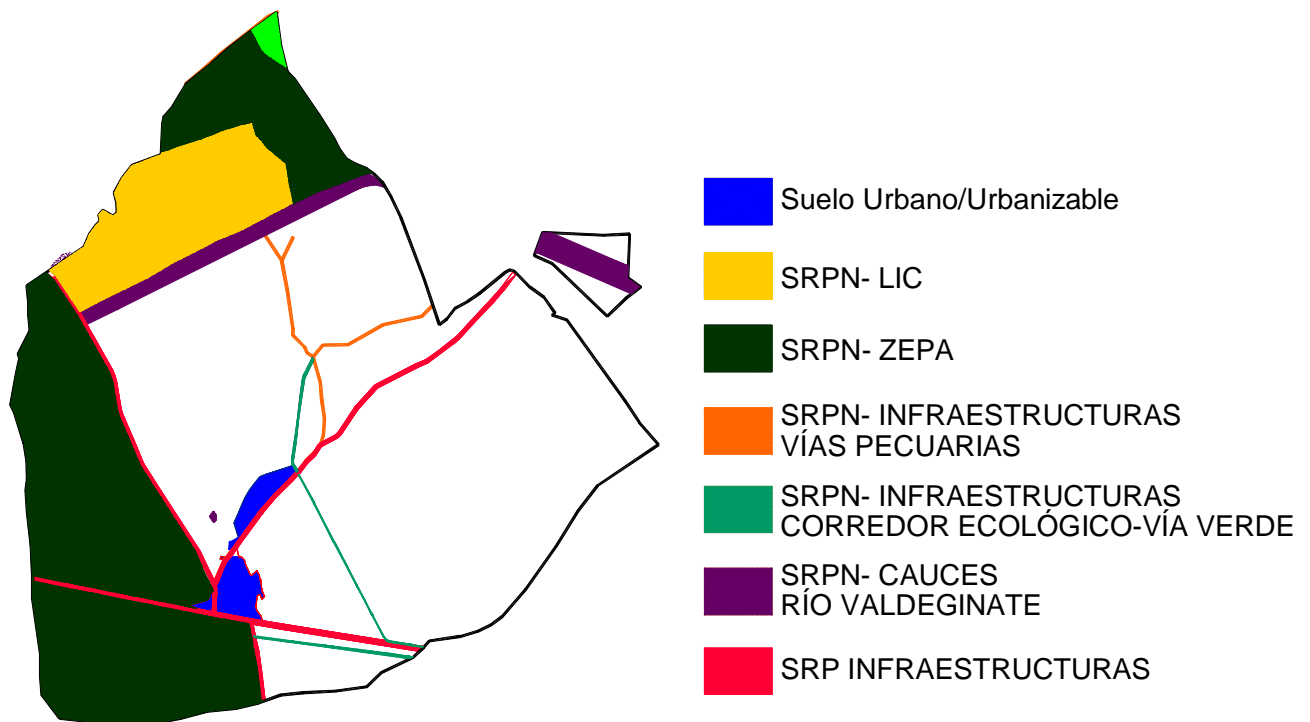 Suelo Urbano/Urbanizable
SRPN- LIC
SRPN- ZEPA
SRPN- INFRAESTRUCTURAS
VÍAS PECUARIAS
SRPN- INFRAESTRUCTURAS
CORREDOR ECOLÓGICO-VÍA VERDE
SRPN- CAUCES
RÍO VALDEGINATE
SRP INFRAESTRUCTURAS